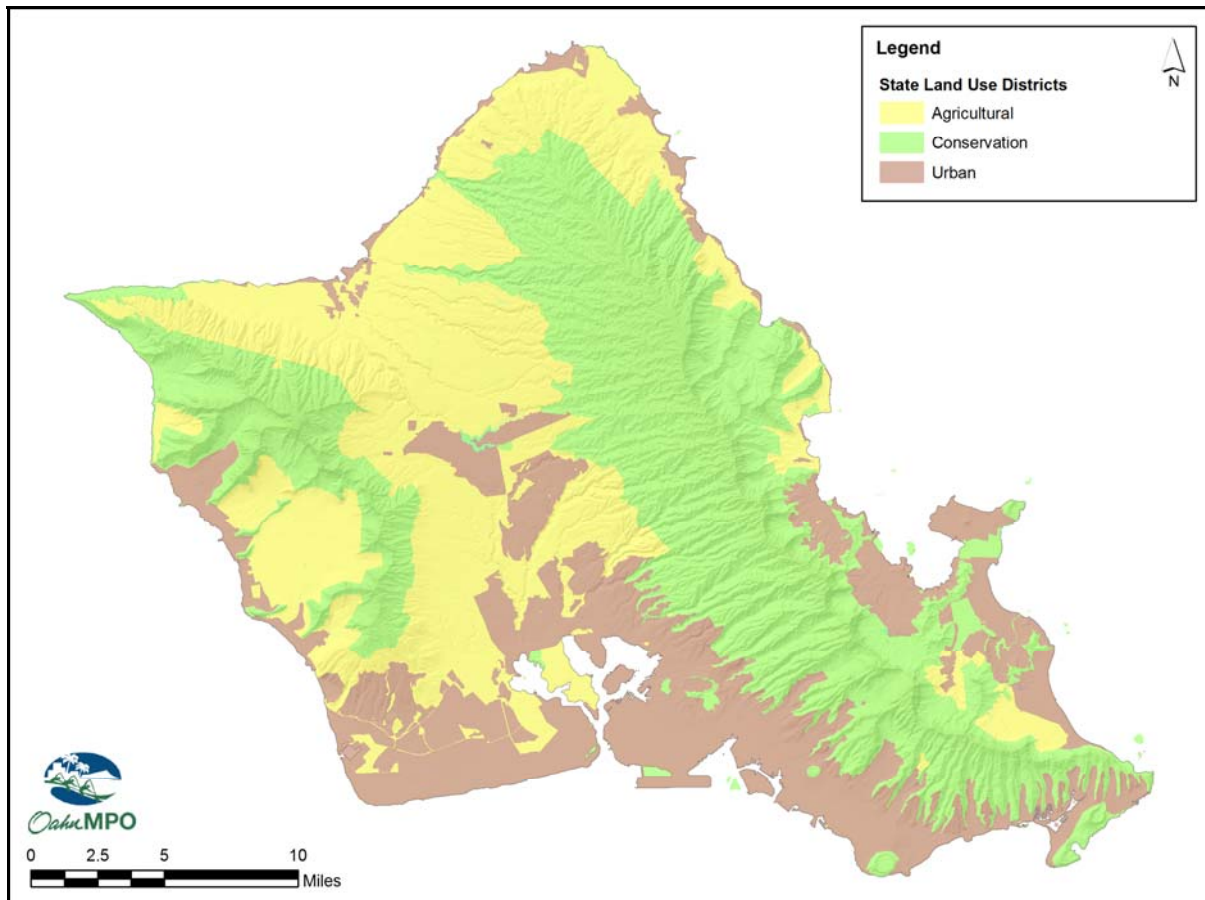 Legend
N
State Land Use Districts
Agricultural
Conservation
Urban
OahuMPO
0 2.5 5 10
Miles